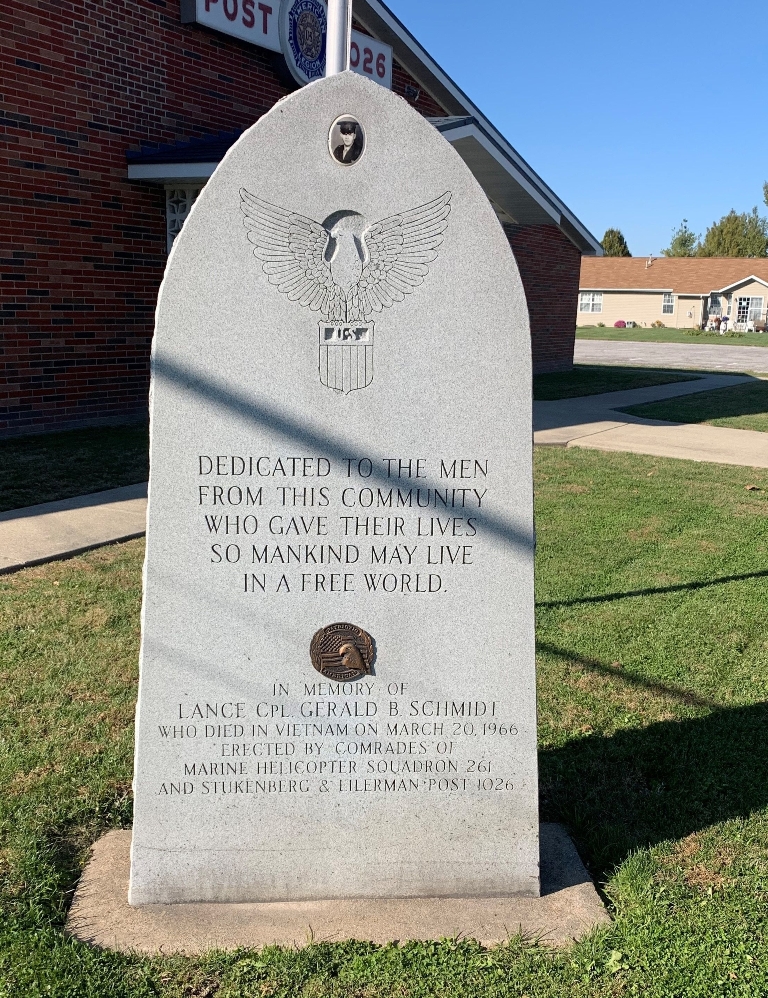 POST
026
U.S.
DEDICATED TO THE MEN
FROM THIS COMMUNITY
WHO GAVE THEIR LIVES
SO MANKIND MAY LIVE
IN A FREE WORLD.
IN MEMORY OF
LANCE CPL. GERALD B. SCHMIDT
WHO DIED IN VIETNAM ON MARCH 20, 1966
ERECTED BY COMRADES OF
MARINE HELICOPTER SQUADRON 261
AND STUKENBERG & EILERMAN POST 1026